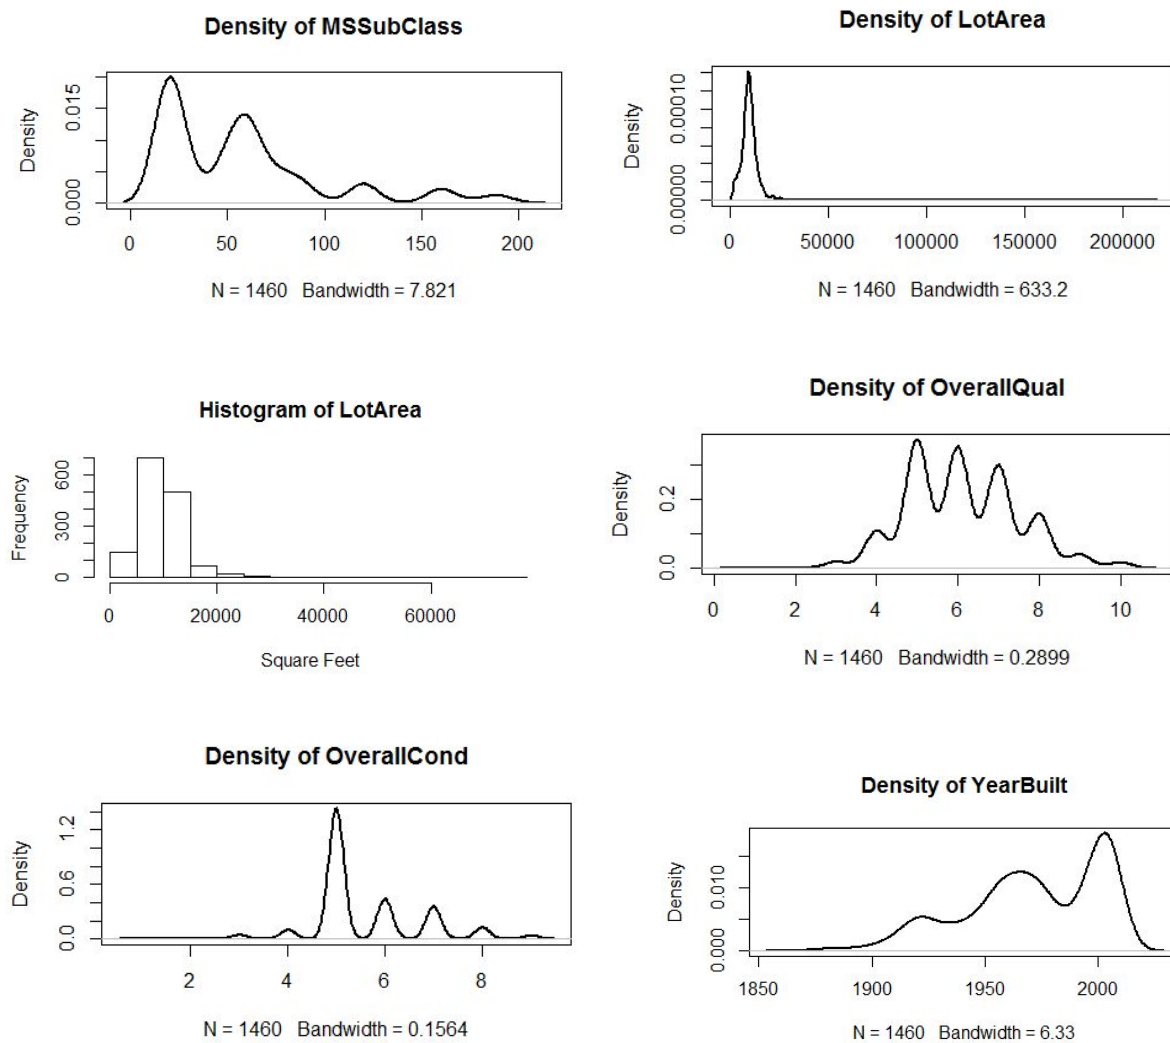 Density of MSSubClass
Density
0.000 0.015
0 50 100 150 200
N = 1460 Bandwidth = 7.821
Density of LotArea
Density
0.00000 0.00010
0 50000 100000 150000 200000
N = 1460 Bandwidth = 633.2
Histogram of LotArea
Frequency
0 300 600
0 20000 40000 60000
Square Feet
Density of OverallQual
Density
0.0 0.2
0 2 4 6 8 10
N = 1460 Bandwidth = 0.2899
Density of OverallCond
Density
0.0 0.6 1.2
2 4 6 8
N = 1460 Bandwidth = 0.1564
Density of YearBuilt
Density
0.000 0.010
1850 1900 1950 2000
N = 1460 Bandwidth = 6.33